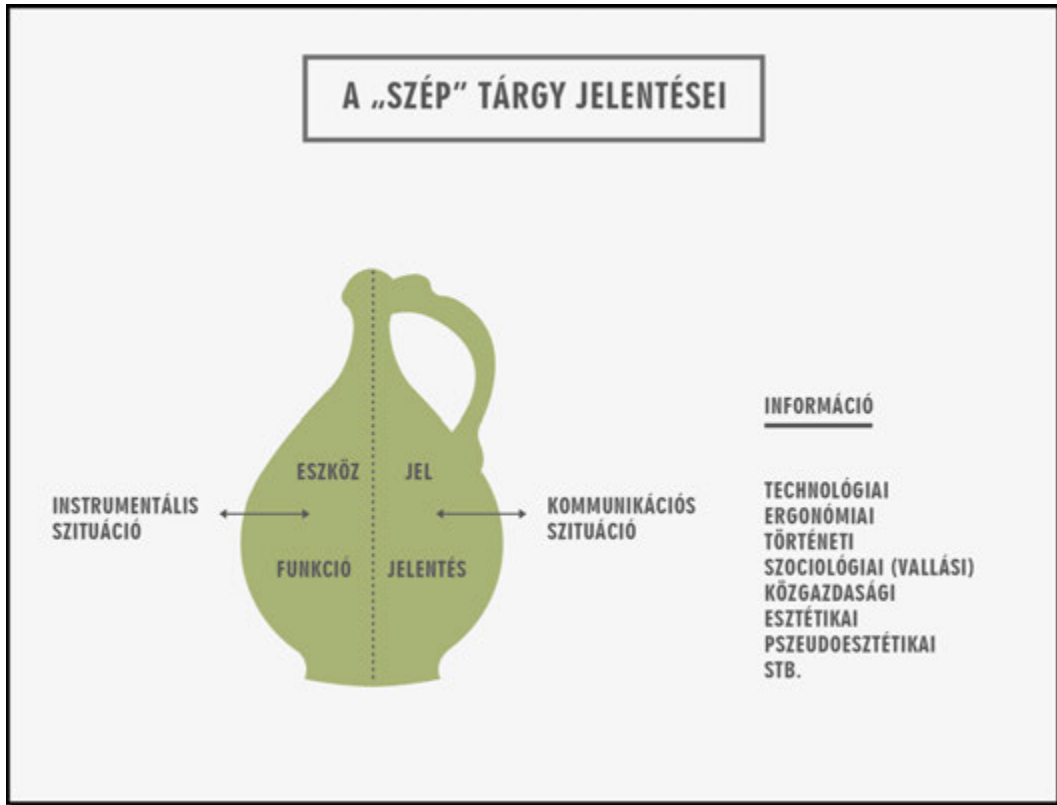 A „SZÉP” TÁRGY JELENTÉSEI
ESZKÖZ
JEL
INSTRUMENTÁLIS
SZITUÁCIÓ
KOMMUNIKÁCIÓS
SZITUÁCIÓ
FUNKCIÓ
JELENTÉS
INFORMÁCIÓ
TECHNOLÓGIAI
ERGONÓMIAI
TÖRTÉNETI
SZOCIOLÓGIAI (VALLÁSI)
KÖZGAZDASÁGI
ESZTÉTIKAI
PSZEUDOESZTÉTIKAI
STB.